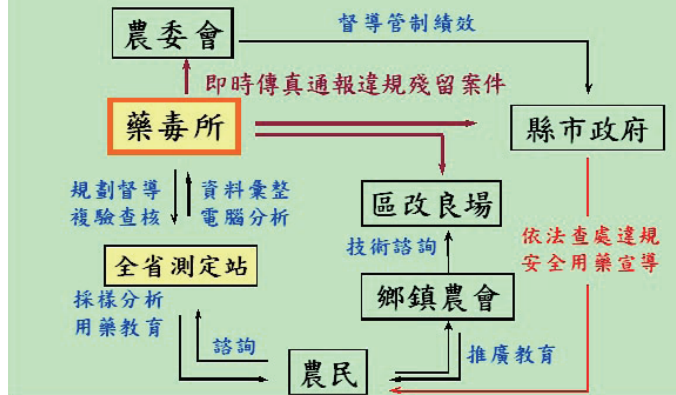 農委會
督導管制績效
即時傳真通報違規殘留案件
藥毒所
縣市政府
規劃督導
複驗查核
資料彙整
電腦分析
區改良場
依法查處違規
安全用藥宣導
技術諮詢
全省測定站
採樣分析
用藥教育
鄉鎮農會
諮詢
推廣教育
農民